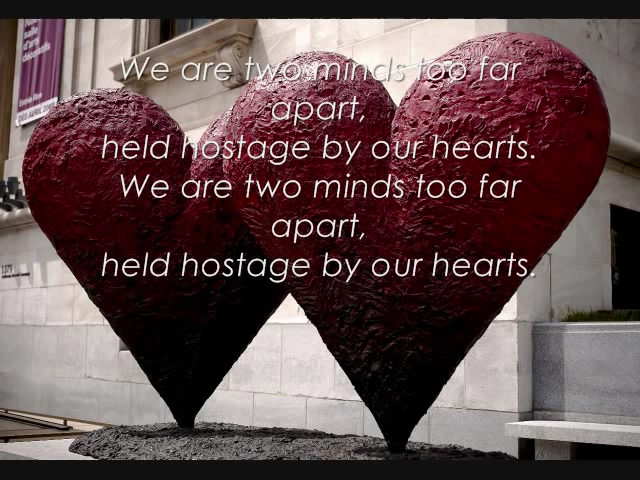 We are two minds too far
apart,
held hostage by our hearts.
We are two minds too far
apart,
held hostage by our hearts.
1379